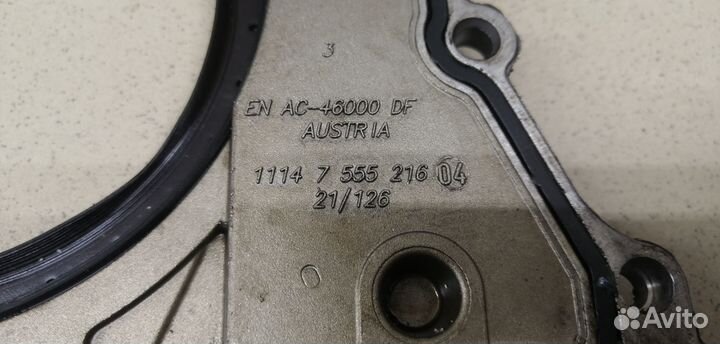 3
EN AC-46000 DF
AUSTRIA
1114 7 555 216 04
21/126
Avito